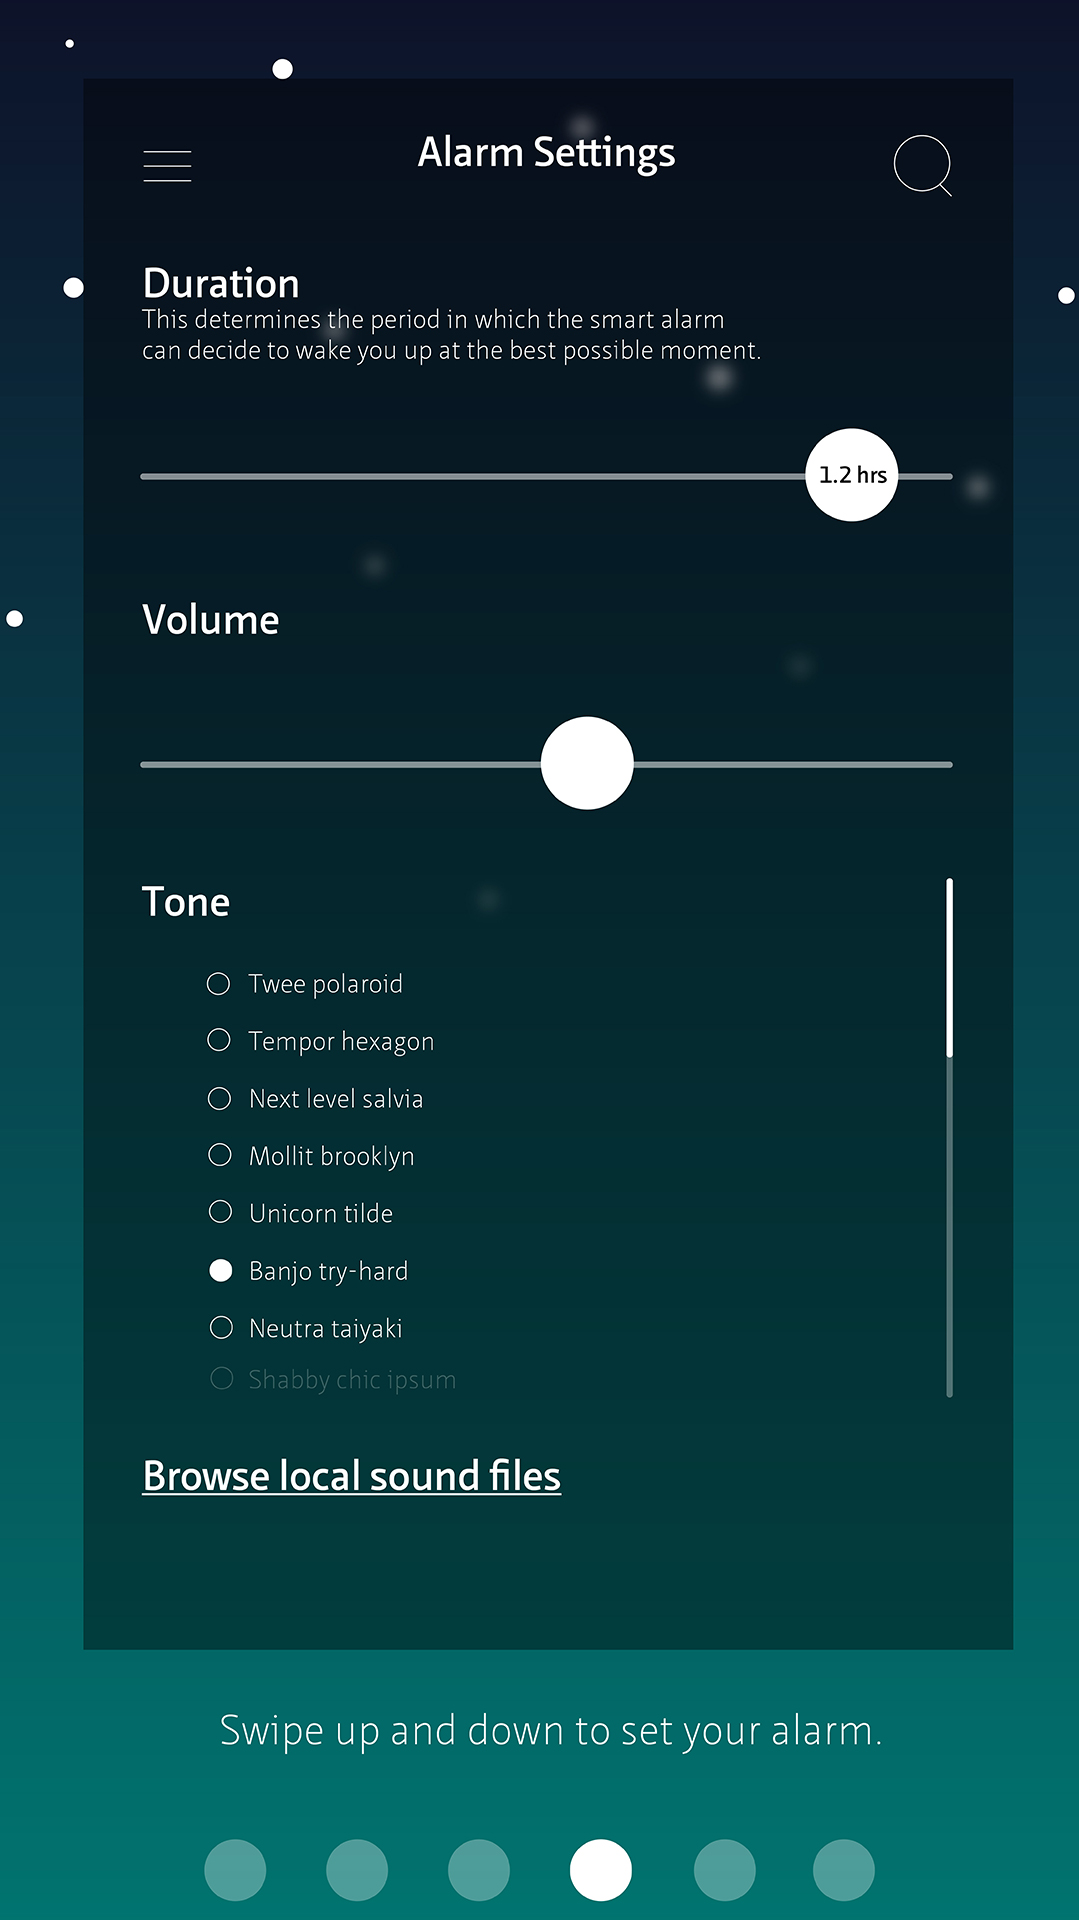 Alarm Settings
Duration
This determines the period in which the smart alarm
can decide to wake you up at the best possible moment.
1.2 hrs
Volume
Tone
Twee polaroid
Tempor hexagon
Next level salvia
Mollit brooklyn
Unicorn tilde
Banjo try-hard
Neutra taiyaki
Shabby chic ipsum
Browse local sound files
Swipe up and down to set your alarm.